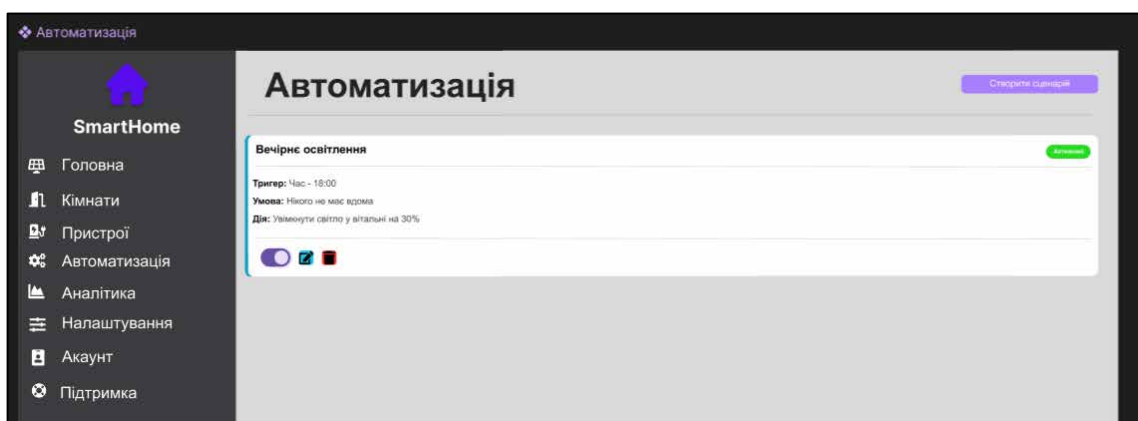 Автоматизація
SmartHome
Головна
Кімнати
Пристрої
Автоматизація
Аналітика
Налаштування
Акаунт
Підтримка
Автоматизація
Створити сценарій
Вечірнє освітлення
Активний
Тригер: Час - 18:00
Умова: Нікого не має вдома
Дія: Увімкнути світло у вітальні на 30%